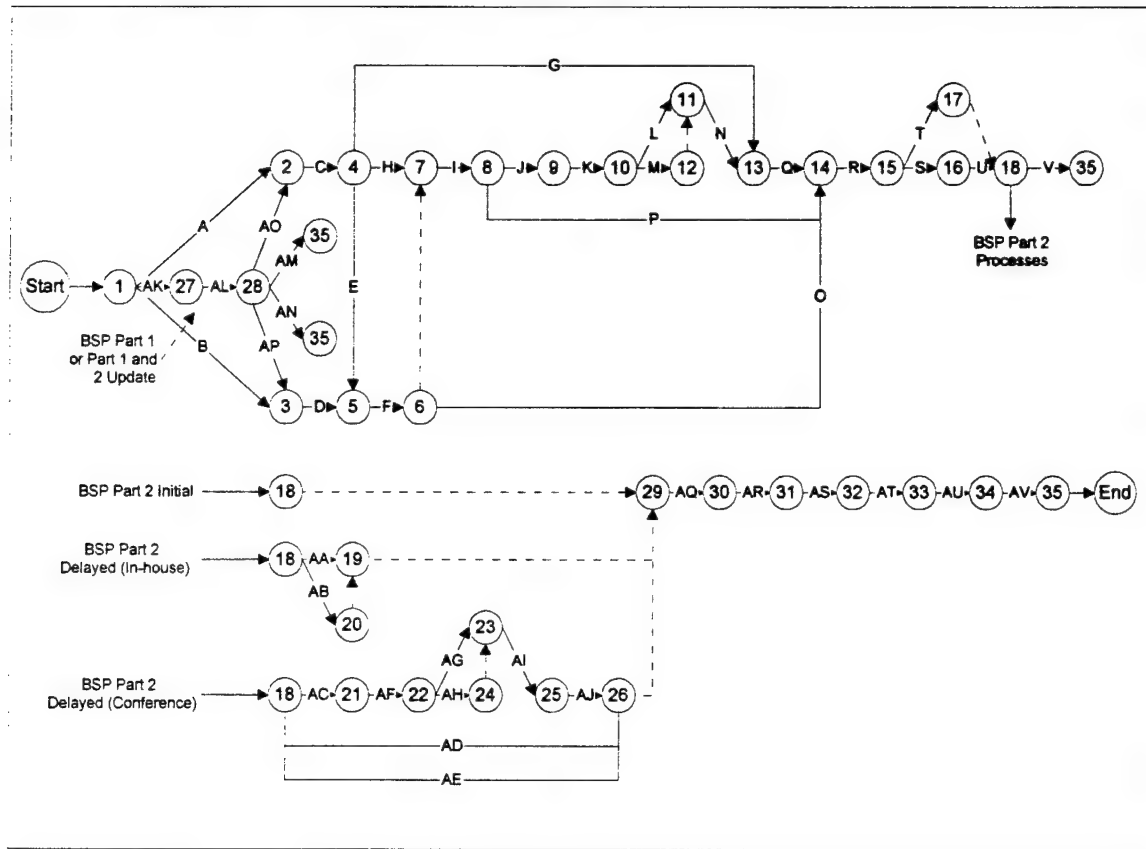 G
11
17
L
N
T
2
C
4
H
7
I
8
J
9
K
10
M
12
13
Q
14
R
15
S
16
U
18
V
35
A
AO
35
P
BSP Part 2
Processes
AM
Start
1
AK
27
AL
28
E
O
AN
BSP Part 1
or Part 1 and
2 Update
B
AP
35
3
D
5
F
6
BSP Part 2 Initial
18
29
AQ
30
AR
31
AS
32
AT
33
AU
34
AV
35
End
BSP Part 2
Delayed (In-house)
18
AA
19
AB
20
23
AG
AI
BSP Part 2
Delayed (Conference)
18
AC
21
AF
22
AH
24
25
AJ
26
AD
AE